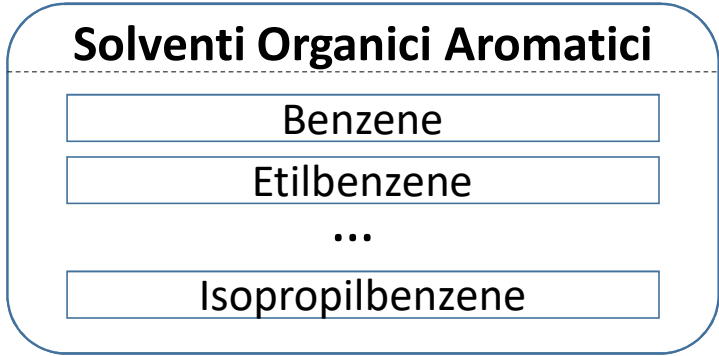 Solventi Organici Aromatici
Benzene
Etilbenzene
...
Isopropilbenzene